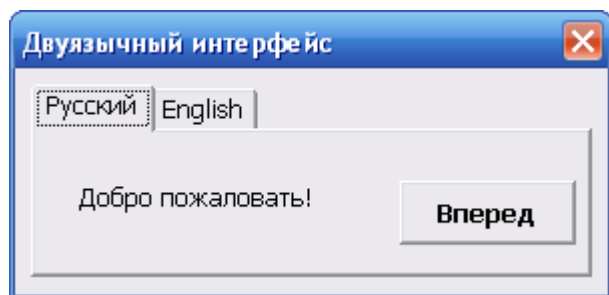 Двуязычный интерфейс
Русский English
Добро пожаловать!
Вперед